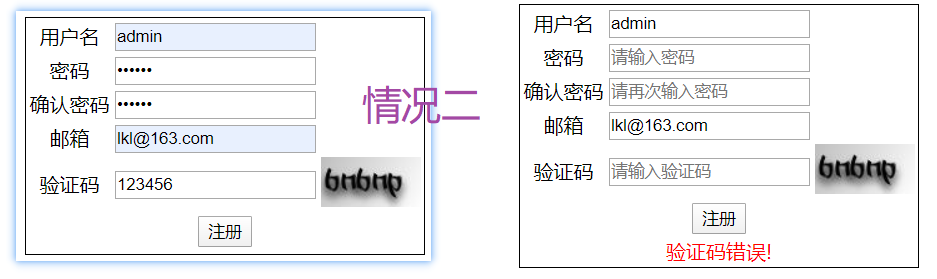 用户名 admin
密码 ••••••
确认密码 ••••••
邮箱 lkl@163.com
验证码 123456 bnbnp
注册
情况二
用户名 admin
密码 请输入密码
确认密码 请再次输入密码
邮箱 lkl@163.com
验证码 请输入验证码 bnbnp
注册
验证码错误!